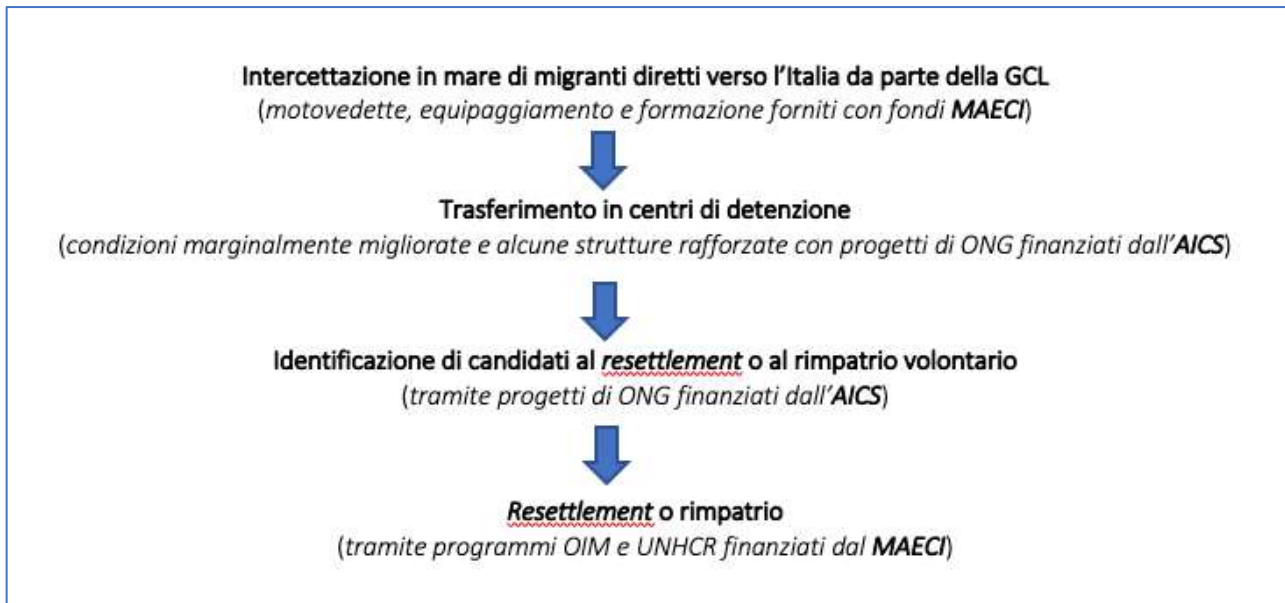 Intercettazione in mare di migranti diretti verso l’Italia da parte della GCL
(motovedette, equipaggiamento e formazione forniti con fondi MAECI)
Trasferimento in centri di detenzione
(condizioni marginalmente migliorate e alcune strutture rafforzate con progetti di ONG finanziati dall’AICS)
Identificazione di candidati al resettlement o al rimpatrio volontario
(tramite progetti di ONG finanziati dall’AICS)
Resettlement o rimpatrio
(tramite programmi OIM e UNHCR finanziati dal MAECI)